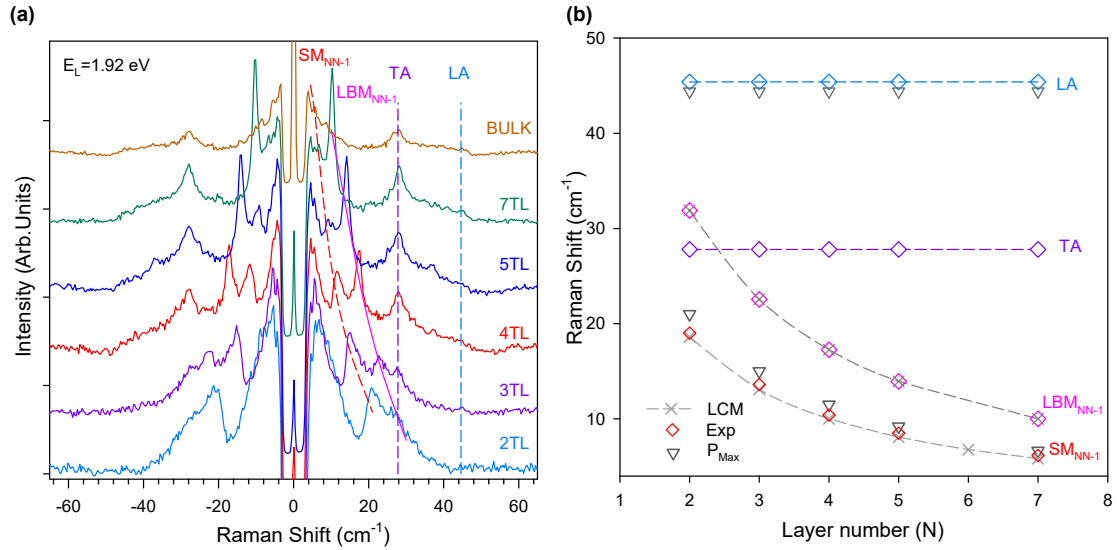 (a)
E_L=1.92 eV
SM_NN-1
TA
LA
LBM_NN-1
BULK
7TL
5TL
4TL
3TL
2TL
Intensity (Arb.Units)
-60 -40 -20 0 20 40 60
Raman Shift (cm⁻¹)
(b)
50
40
30
20
10
Raman Shift (cm⁻¹)
LA
TA
LBM_NN-1
SM_NN-1
LCM
Exp
P_Max
1 2 3 4 5 6 7 8
Layer number (N)